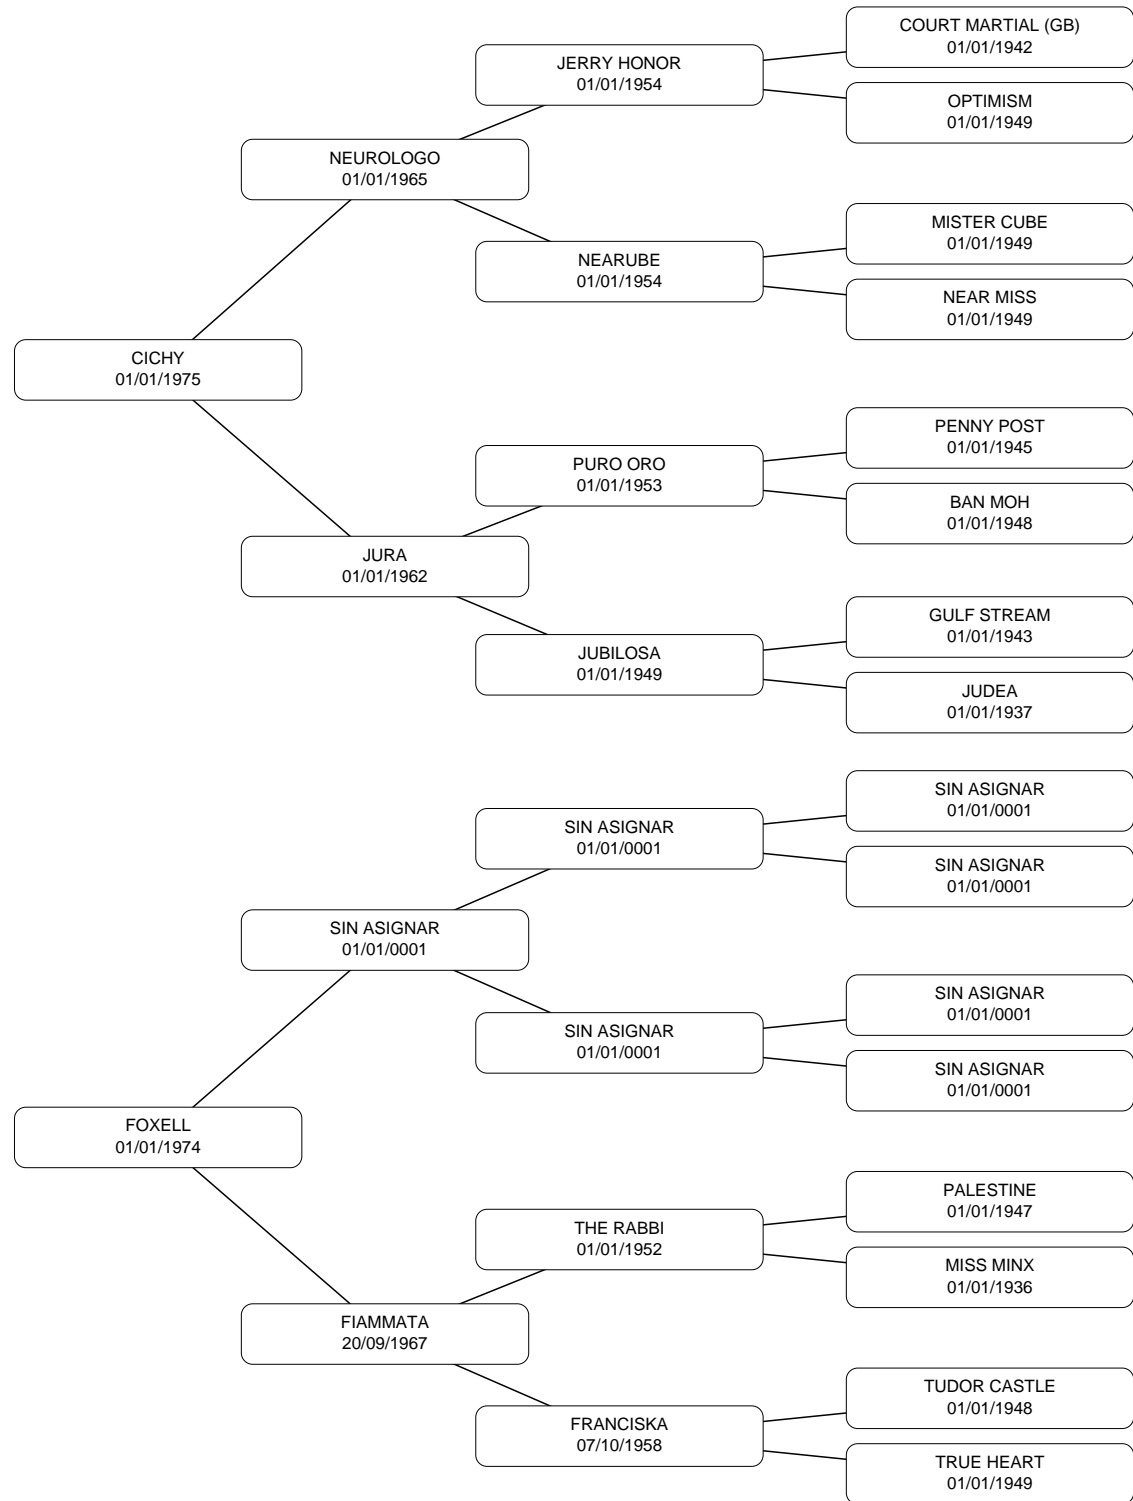 COURT MARTIAL (GB)
01/01/1942
JERRY HONOR
01/01/1954
OPTIMISM
01/01/1949
NEUROLOGO
01/01/1965
MISTER CUBE
01/01/1949
NEARUBE
01/01/1954
NEAR MISS
01/01/1949
CICHY
01/01/1975
PENNY POST
01/01/1945
PURO ORO
01/01/1953
BAN MOH
01/01/1948
JURA
01/01/1962
GULF STREAM
01/01/1943
JUBILOSA
01/01/1949
JUDEA
01/01/1937
SIN ASIGNAR
01/01/0001
SIN ASIGNAR
01/01/0001
SIN ASIGNAR
01/01/0001
SIN ASIGNAR
01/01/0001
SIN ASIGNAR
01/01/0001
SIN ASIGNAR
01/01/0001
SIN ASIGNAR
01/01/0001
FOXELL
01/01/1974
PALESTINE
01/01/1947
THE RABBI
01/01/1952
MISS MINX
01/01/1936
FIAMMATA
20/09/1967
TUDOR CASTLE
01/01/1948
FRANCISKA
07/10/1958
TRUE HEART
01/01/1949